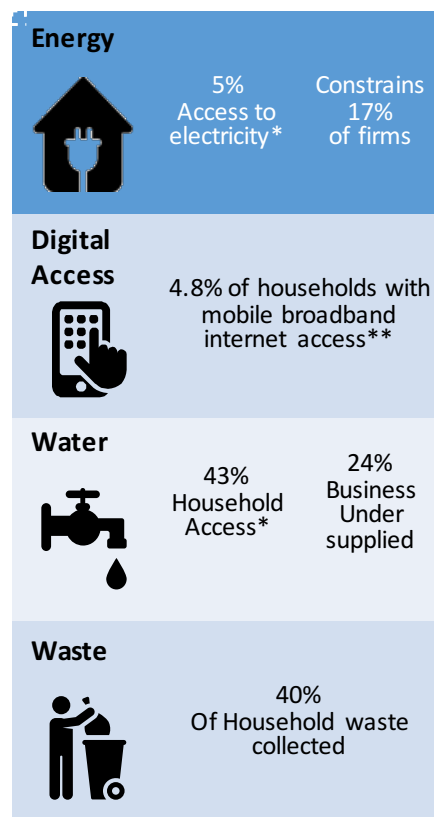 Energy
5%
Access to
electricity*
Constrains
17%
of firms
Digital
Access
4.8% of households with
mobile broadband
internet access**
Water
43%
Household
Access*
24%
Business
Under
supplied
Waste
40%
Of Household waste
collected